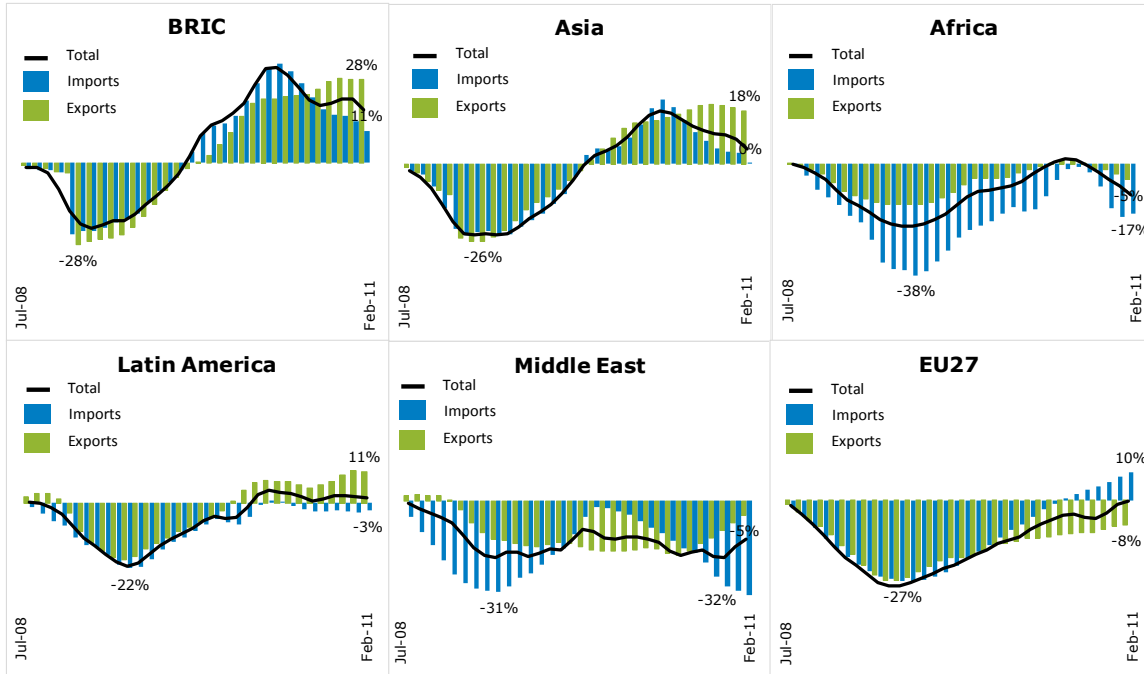 BRIC
Total
Imports
Exports
28%
11%
-28%
Jul-08
Feb-11
Asia
Total
Imports
Exports
18%
0%
-26%
Jul-08
Feb-11
Africa
Total
Imports
Exports
-5%
-17%
-38%
Jul-08
Feb-11
Latin America
Total
Imports
Exports
11%
-3%
-22%
Jul-08
Feb-11
Middle East
Total
Imports
Exports
-5%
-31%
-32%
Jul-08
Feb-11
EU27
Total
Imports
Exports
10%
-8%
-27%
Jul-08
Feb-11